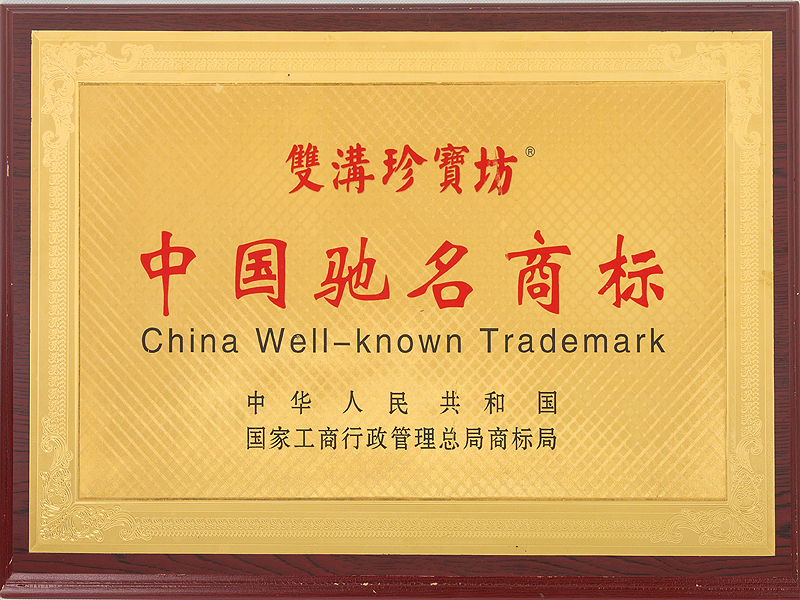 雙溝珍寶坊®
中国驰名商标
China Well-known Trademark
中华人民共和国
国家工商行政管理总局商标局